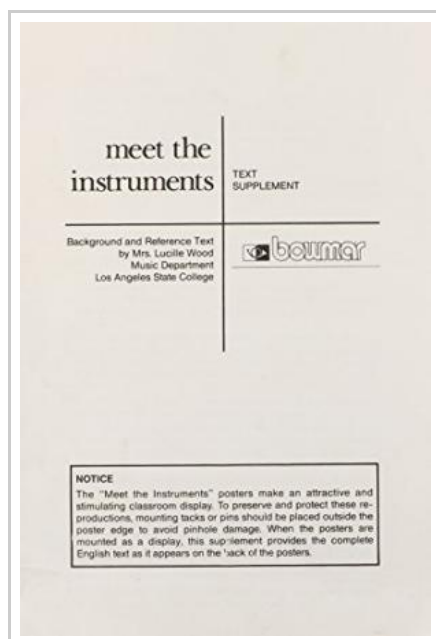 meet the
instruments
TEXT
SUPPLEMENT
Background and Reference Text
by Mrs. Lucille Wood
Music Department
Los Angeles State College
bowmar
NOTICE
The "Meet the Instruments" posters make an attractive and
stimulating classroom display. To preserve and protect these re-
productions, mounting tacks or pins should be placed outside the
poster edge to avoid pinhole damage. When the posters are
mounted as a display, this supplement provides the complete
English text as it appears on the back of the posters.